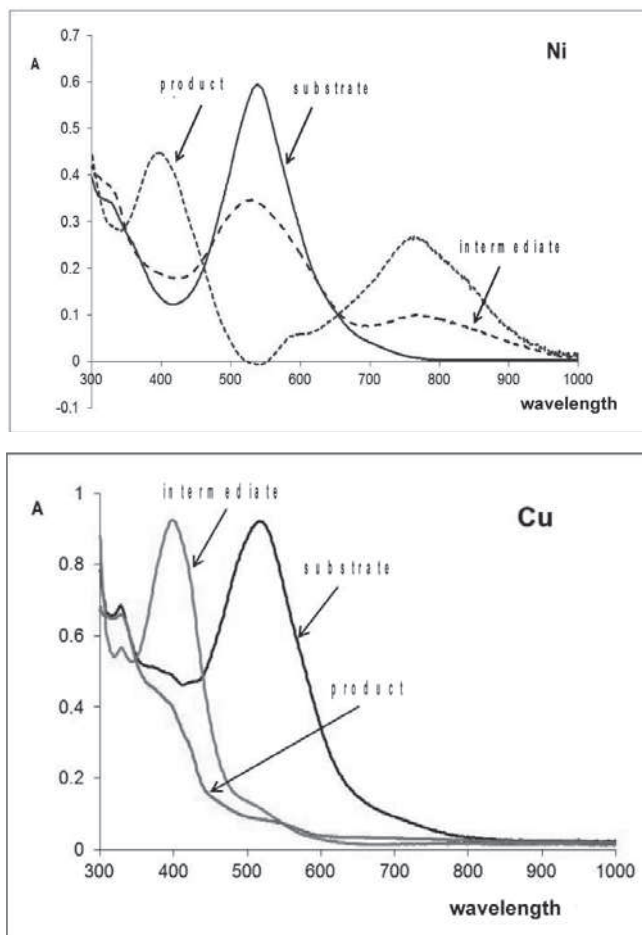 0.7
A
Ni
product
substrate
0.6
0.5
0.4
0.3
intermediate
0.2
0.1
0
300 400 500 600 700 800 900 1000
-0.1
wavelength
1
A
intermediate
Cu
substrate
0.8
0.6
product
0.4
0.2
0
300 400 500 600 700 800 900 1000
wavelength